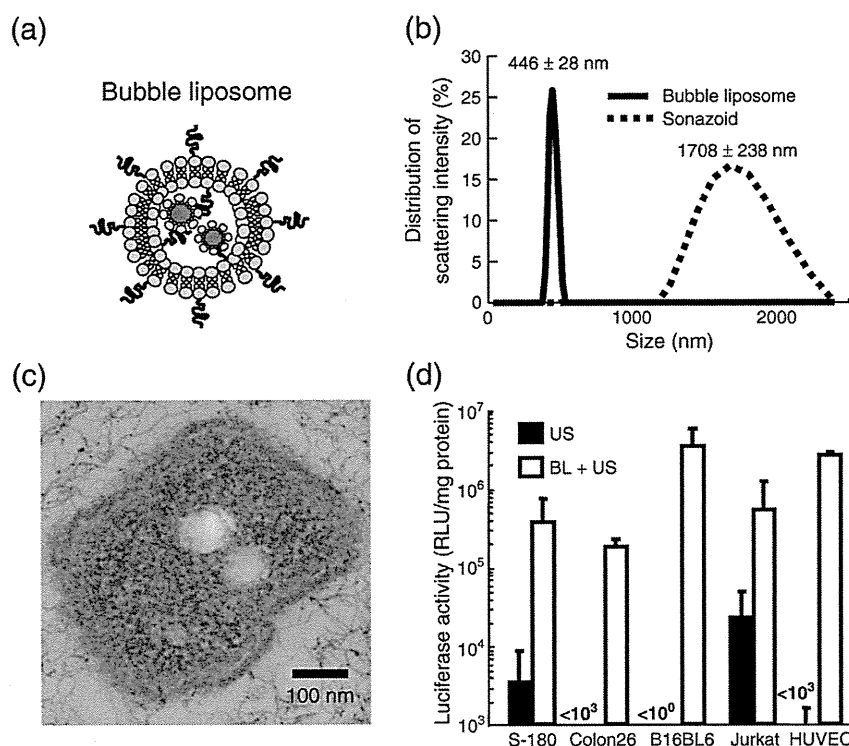 (a)
Bubble liposome
(b)
446 ± 28 nm
Bubble liposome
Sonazoid
1708 ± 238 nm
Distribution of
scattering intensity (%)
30
25
20
15
10
5
0
0
1000
2000
Size (nm)
(c)
100 nm
(d)
US
BL + US
Luciferase activity (RLU/mg protein)
10⁷
10⁶
10⁵
10⁴
10³
<10³
<10⁰
<10³
S-180 Colon26 B16BL6 Jurkat HUVEC